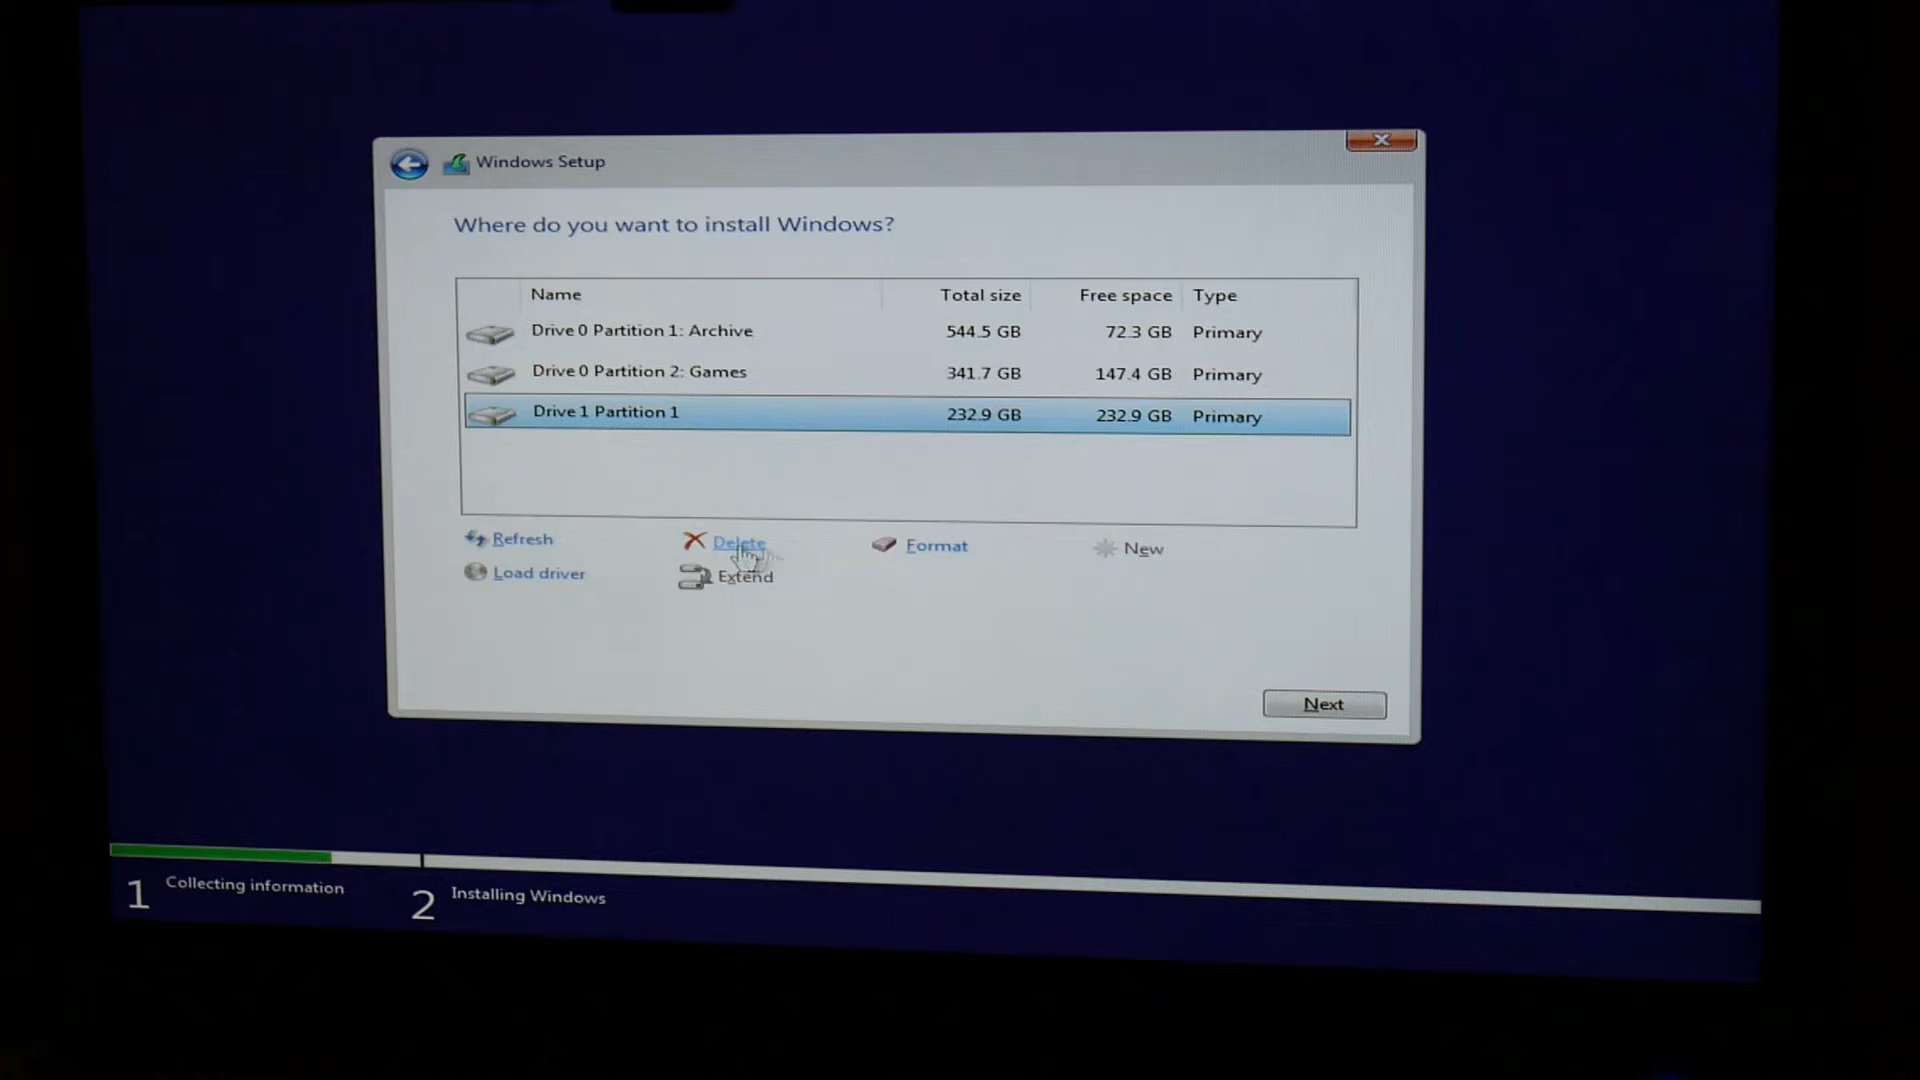 Windows Setup
Where do you want to install Windows?
Name Total size Free space Type
Drive 0 Partition 1: Archive 544.5 GB 72.3 GB Primary
Drive 0 Partition 2: Games 341.7 GB 147.4 GB Primary
Drive 1 Partition 1 232.9 GB 232.9 GB Primary
Refresh Delete Format New
Load driver Extend
Next
1 Collecting information 2 Installing Windows